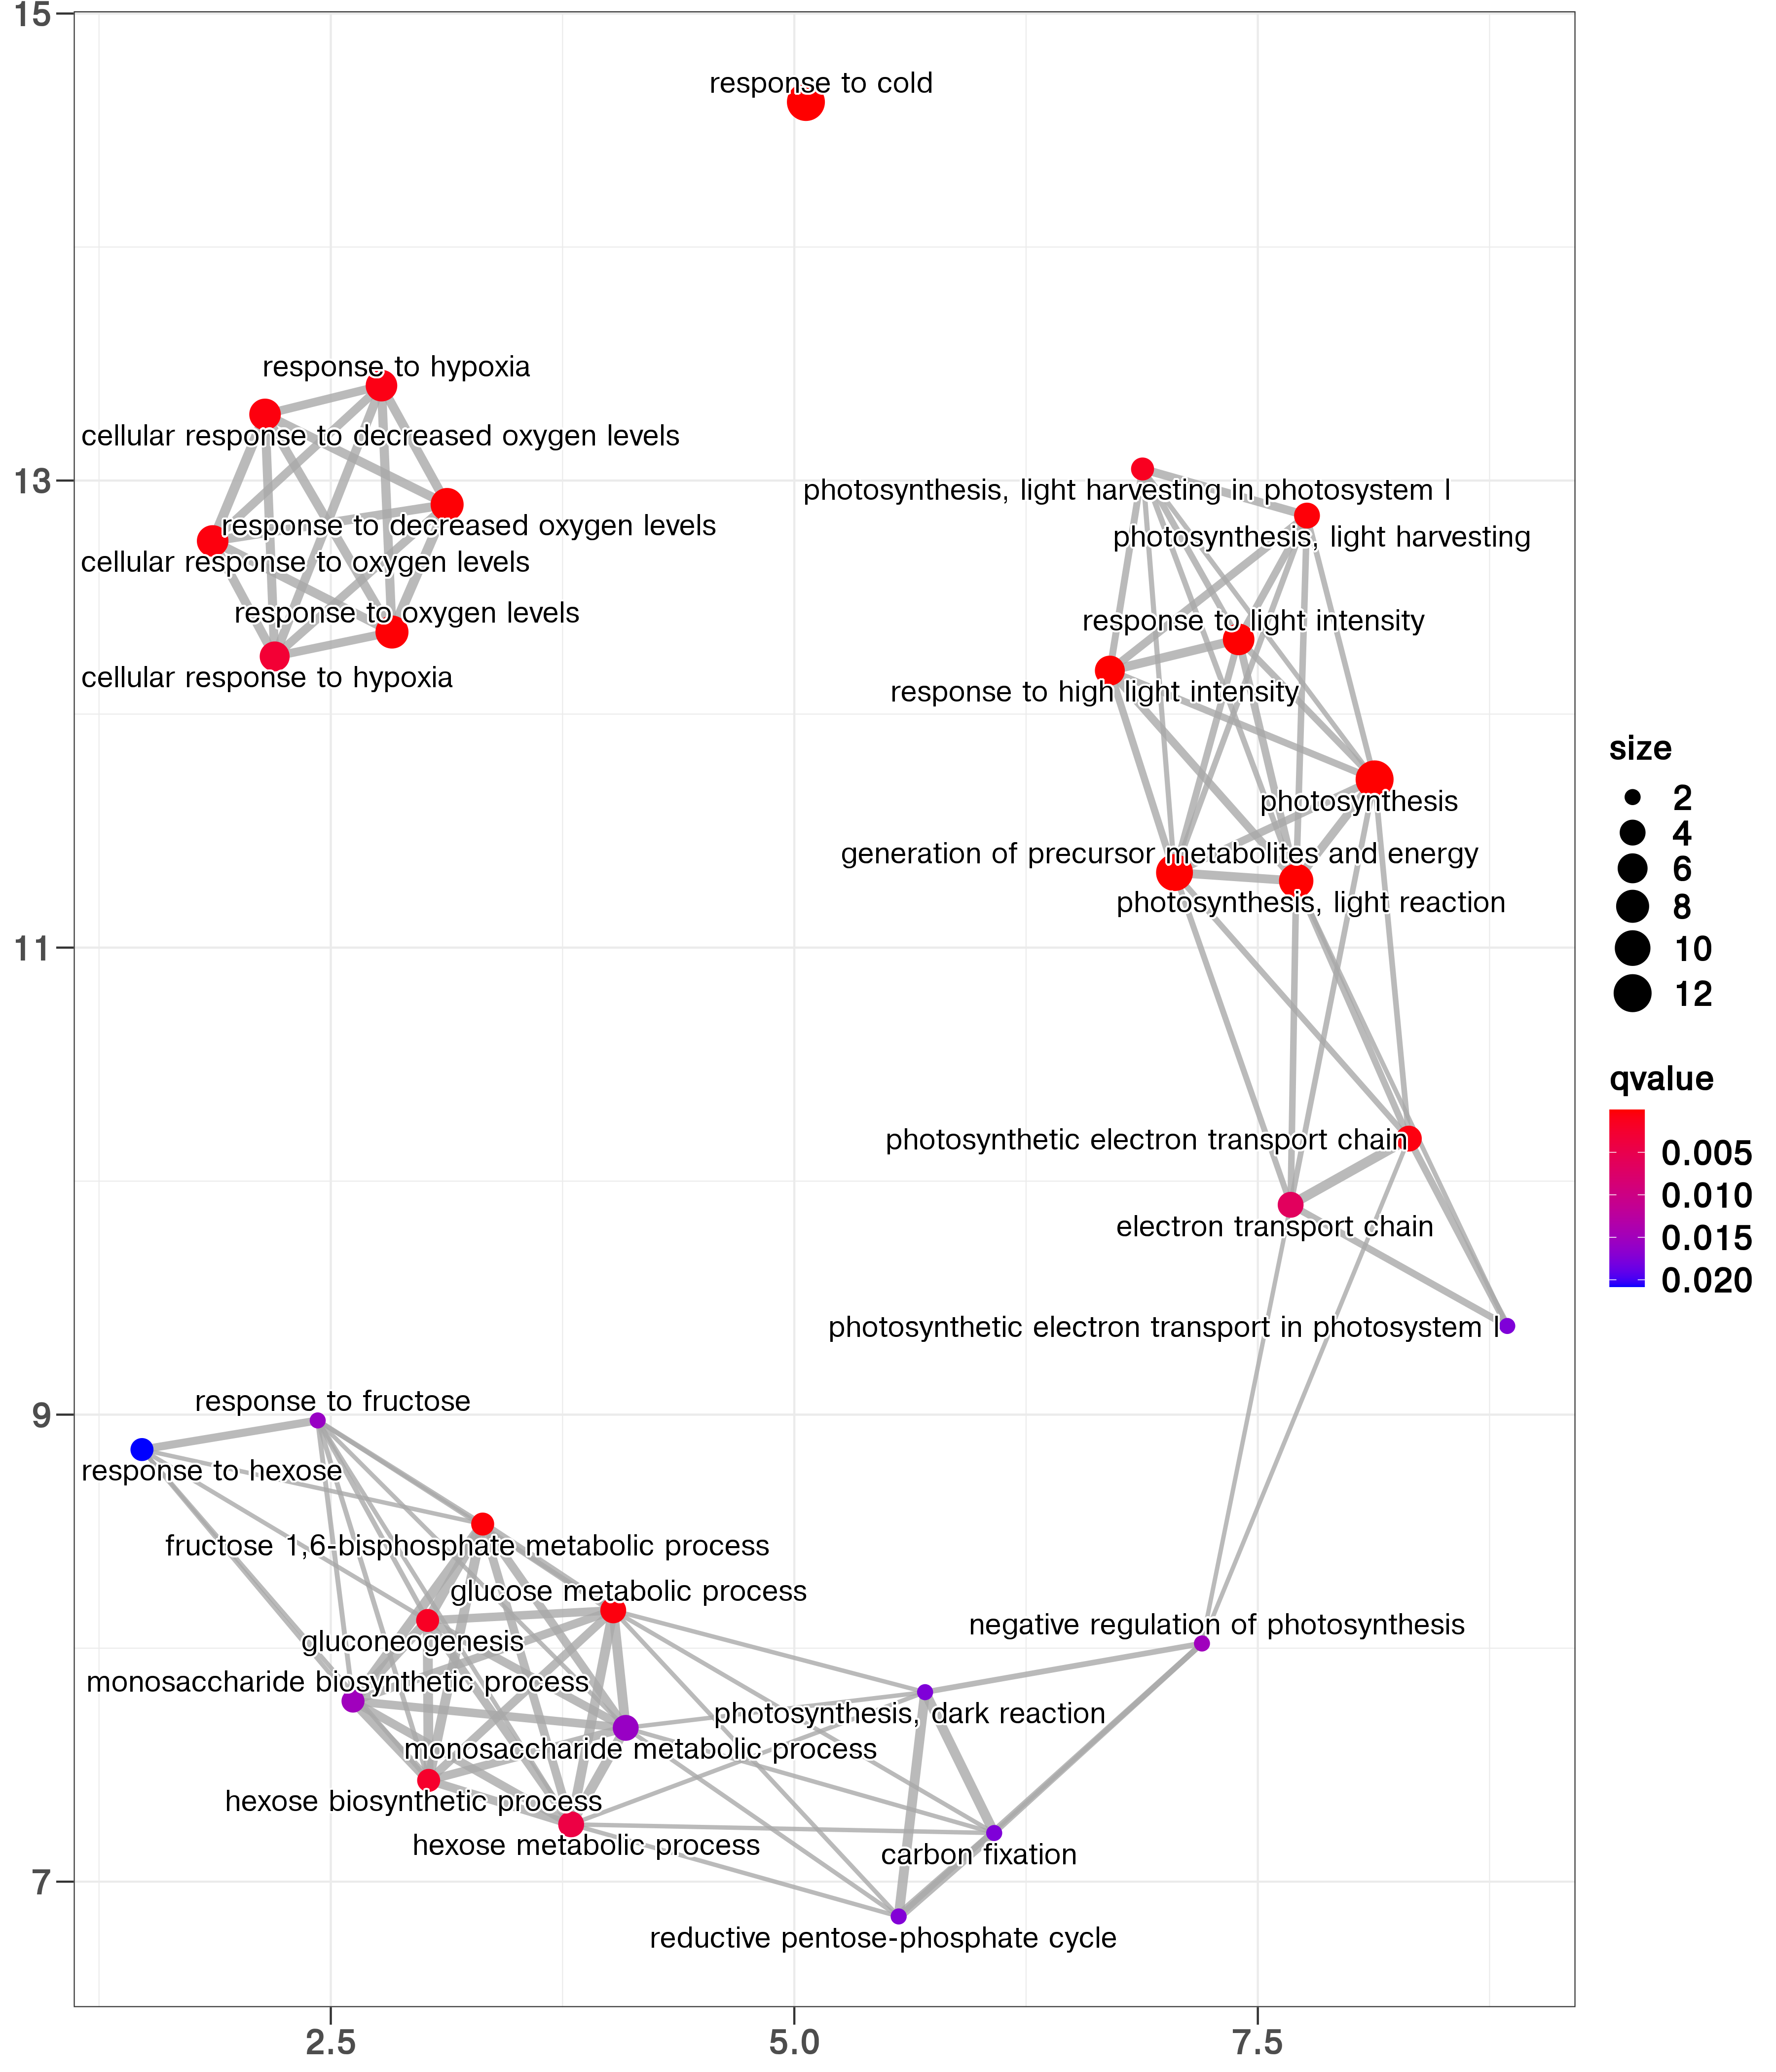 15
response to cold
response to hypoxia
cellular response to decreased oxygen levels
13
photosynthesis, light harvesting in photosystem I
response to decreased oxygen levels
photosynthesis, light harvesting
cellular response to oxygen levels
response to oxygen levels
response to light intensity
cellular response to hypoxia
response to high light intensity
size
2
4
6
8
10
12
photosynthesis
generation of precursor metabolites and energy
photosynthesis, light reaction
11
qvalue
0.005
0.010
0.015
0.020
photosynthetic electron transport chain
electron transport chain
photosynthetic electron transport in photosystem I
response to fructose
9
response to hexose
fructose 1,6-bisphosphate metabolic process
glucose metabolic process
negative regulation of photosynthesis
gluconeogenesis
monosaccharide biosynthetic process
photosynthesis, dark reaction
monosaccharide metabolic process
hexose biosynthetic process
hexose metabolic process
carbon fixation
7
reductive pentose-phosphate cycle
2.5
5.0
7.5